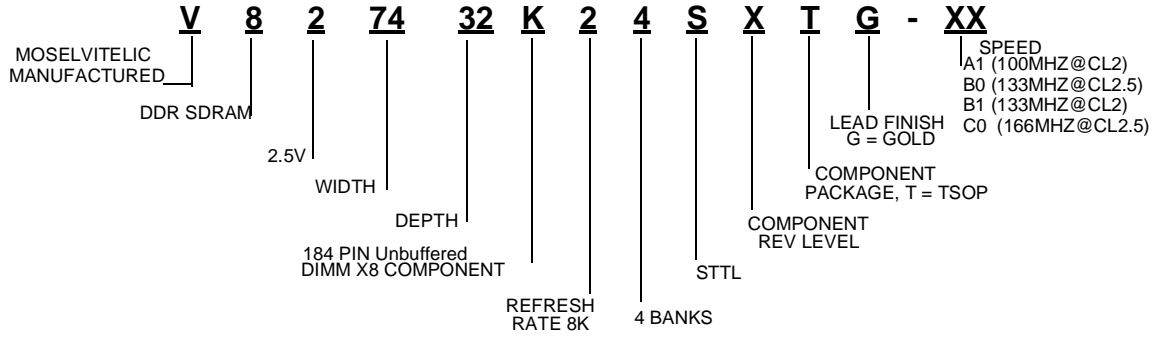 V 8 2 74 32 K 2 4 S X T G - XX
MOSELVITELIC
MANUFACTURED
DDR SDRAM
2.5V
WIDTH
DEPTH
184 PIN Unbuffered
DIMM X8 COMPONENT
REFRESH
RATE 8K
4 BANKS
STTL
COMPONENT
REV LEVEL
COMPONENT
PACKAGE, T = TSOP
LEAD FINISH
G = GOLD
SPEED
A1 (100MHZ@CL2)
B0 (133MHZ@CL2.5)
B1 (133MHZ@CL2)
C0 (166MHZ@CL2.5)